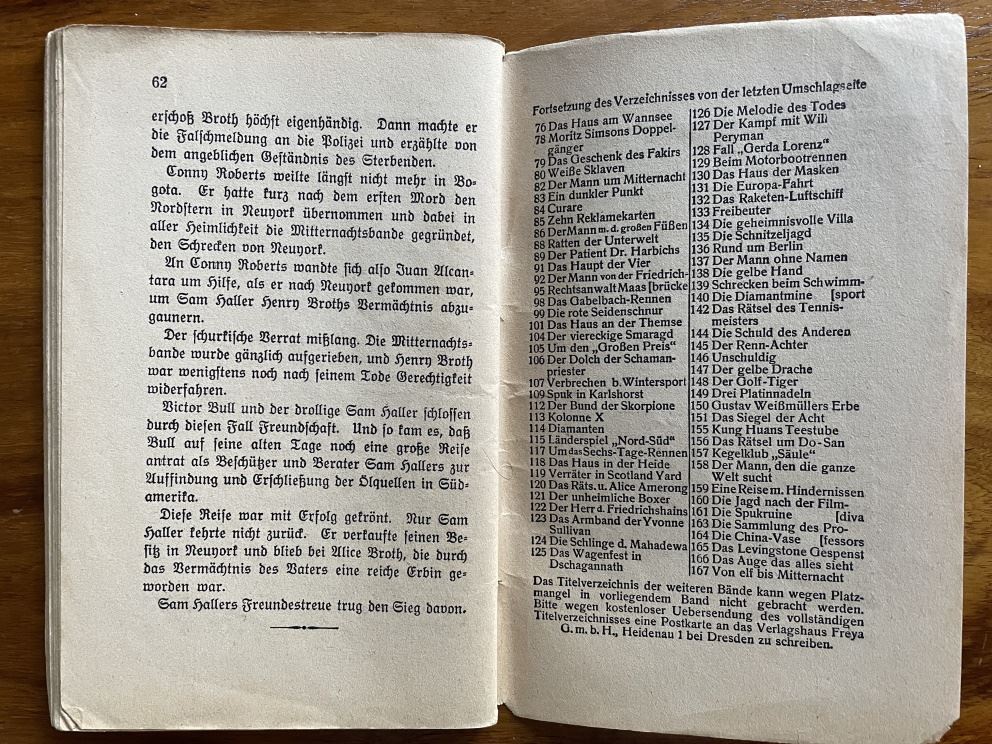 62
erschoß Broth höchst eigenhändig. Dann machte er
die Falschmeldung an die Polizei und erzählte von
dem angeblichen Geständnis des Sterbenden.
Conny Roberts weilte längst nicht mehr in Bo-
gota. Er hatte kurz nach dem ersten Mord den
Nordstern in Neuyork übernommen und dabei in
aller Heimlichkeit die Mitternachtsbande gegründet,
den Schrecken von Neuyork.
An Conny Roberts wandte sich also Juan Alcan-
tara um Hilfe, als er nach Neuyork gekommen war,
um Sam Haller Henry Broths Vermächtnis abzu-
gaunern.
Der schurkische Verrat mißlang. Die Mitternachts-
bande wurde gänzlich aufgerieben, und Henry Broth
war wenigstens noch nach seinem Tode Gerechtigkeit
widerfahren.
Victor Bull und der drollige Sam Haller schlossen
durch diesen Fall Freundschaft. Und so kam es, daß
Bull auf seine alten Tage noch eine große Reise
antrat als Beschützer und Berater Sam Hallers zur
Auffindung und Erschließung der Ölquellen in Süd-
amerika.
Diese Reise war mit Erfolg gekrönt. Nur Sam
Haller kehrte nicht zurück. Er verkaufte seinen Be-
sitz in Neuyork und blieb bei Alice Broth, die durch
das Vermächtnis des Vaters eine reiche Erbin ge-
worden war.
Sam Hallers Freundestreue trug den Sieg davon.
Fortsetzung des Verzeichnisses von der letzten Umschlagseite
76 Das Haus am Wannsee
78 Moritz Simsons Doppel-
gänger
79 Das Geschenk des Fakirs
80 Weiße Sklaven
82 Der Mann um Mitternacht
83 Ein dunkler Punkt
84 Curare
85 Zehn Reklamekarten
86 Der Mann m. d. großen Füßen
88 Ratten der Unterwelt
89 Der Patient Dr. Harbichs
91 Das Haupt der Vier
92 Der Mann von der Friedrich-
95 Rechtsanwalt Maas [brücke
98 Das Gabelbach-Rennen
99 Die rote Seidenschnur
101 Das Haus an der Themse
104 Der viereckige Smaragd
105 Um den „Großen Preis“
106 Der Dolch der Schaman-
priester
107 Verbrechen b. Wintersport
109 Spuk in Karlshorst
112 Der Bund der Skorpione
113 Kolonne X
114 Diamanten
115 Länderspiel „Nord-Süd“
117 Um das Sechs-Tage-Rennen
118 Das Haus in der Heide
119 Verräter in Scotland Yard
120 Das Räts. u. Alice Amerong
121 Der unheimliche Boxer
122 Der Herr d. Friedrichshains
123 Das Armband der Yvonne
Sullivan
124 Die Schlinge d. Mahadewa
125 Das Wagenfest in
Dschagannath
126 Die Melodie des Todes
127 Der Kampf mit Will
Peryman
128 Fall „Gerda Lorenz“
129 Beim Motorbootrennen
130 Das Haus der Masken
131 Die Europa-Fahrt
132 Das Raketen-Luftschiff
133 Freibeuter
134 Die geheimnisvolle Villa
135 Die Schnitzeljagd
136 Rund um Berlin
137 Der Mann ohne Namen
138 Die gelbe Hand
139 Schrecken beim Schwimm-
140 Die Diamantmine [sport
142 Das Rätsel des Tennis-
meisters
144 Die Schuld des Anderen
145 Der Renn-Achter
146 Unschuldig
147 Der gelbe Drache
148 Der Golf-Tiger
149 Drei Platinnadeln
150 Gustav Weißmüllers Erbe
151 Das Siegel der Acht
155 Kung Huans Teestube
156 Das Rätsel um Do-San
157 Kegelklub „Säule“
158 Der Mann, den die ganze
Welt sucht
159 Eine Reise m. Hindernissen
160 Die Jagd nach der Film-
161 Die Spukruine [diva
163 Die Sammlung des Pro-
164 Die China-Vase [fessors
165 Das Levingstone Gespenst
166 Das Auge das alles sieht
167 Von elf bis Mitternacht
Das Titelverzeichnis der weiteren Bände kann wegen Platz-
mangel in vorliegendem Band nicht gebracht werden.
Bitte wegen kostenloser Uebersendung des vollständigen
Titelverzeichnisses eine Postkarte an das Verlagshaus Freya
G. m. b. H., Heidenau 1 bei Dresden zu schreiben.